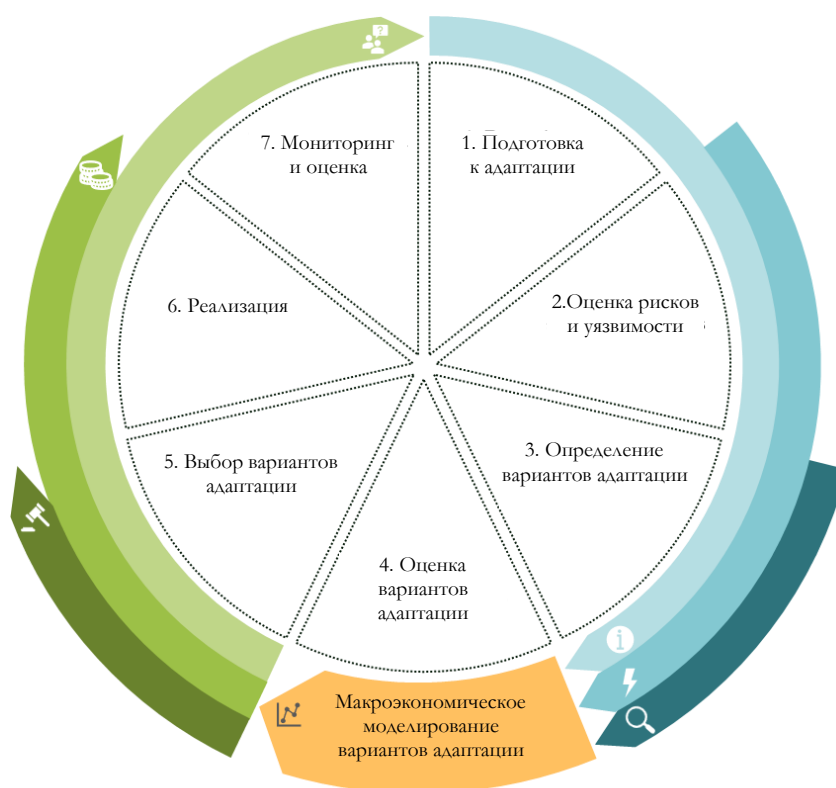 1. Подготовка
к адаптации
2.Оценка рисков
и уязвимости
3. Определение
вариантов адаптации
4. Оценка
вариантов
адаптации
5. Выбор вариантов
адаптации
6. Реализация
7. Мониторинг
и оценка
Макроэкономическое
моделирование
вариантов адаптации